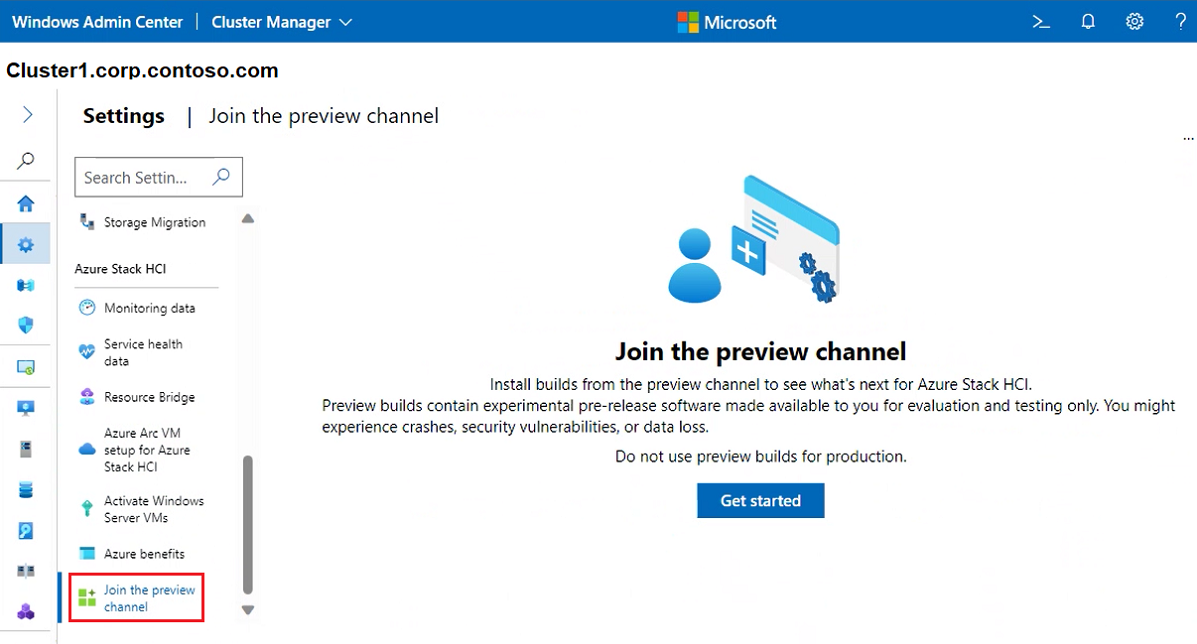 Windows Admin Center | Cluster Manager
Microsoft
>_
?
Cluster1.corp.contoso.com
Settings | Join the preview channel
...
Search Settin...
Storage Migration
Azure Stack HCI
Monitoring data
Service health
data
Resource Bridge
Azure Arc VM
setup for Azure
Stack HCI
Activate Windows
Server VMs
Azure benefits
Join the preview
channel
Join the preview channel
Install builds from the preview channel to see what's next for Azure Stack HCI.
Preview builds contain experimental pre-release software made available to you for evaluation and testing only. You might
experience crashes, security vulnerabilities, or data loss.
Do not use preview builds for production.
Get started